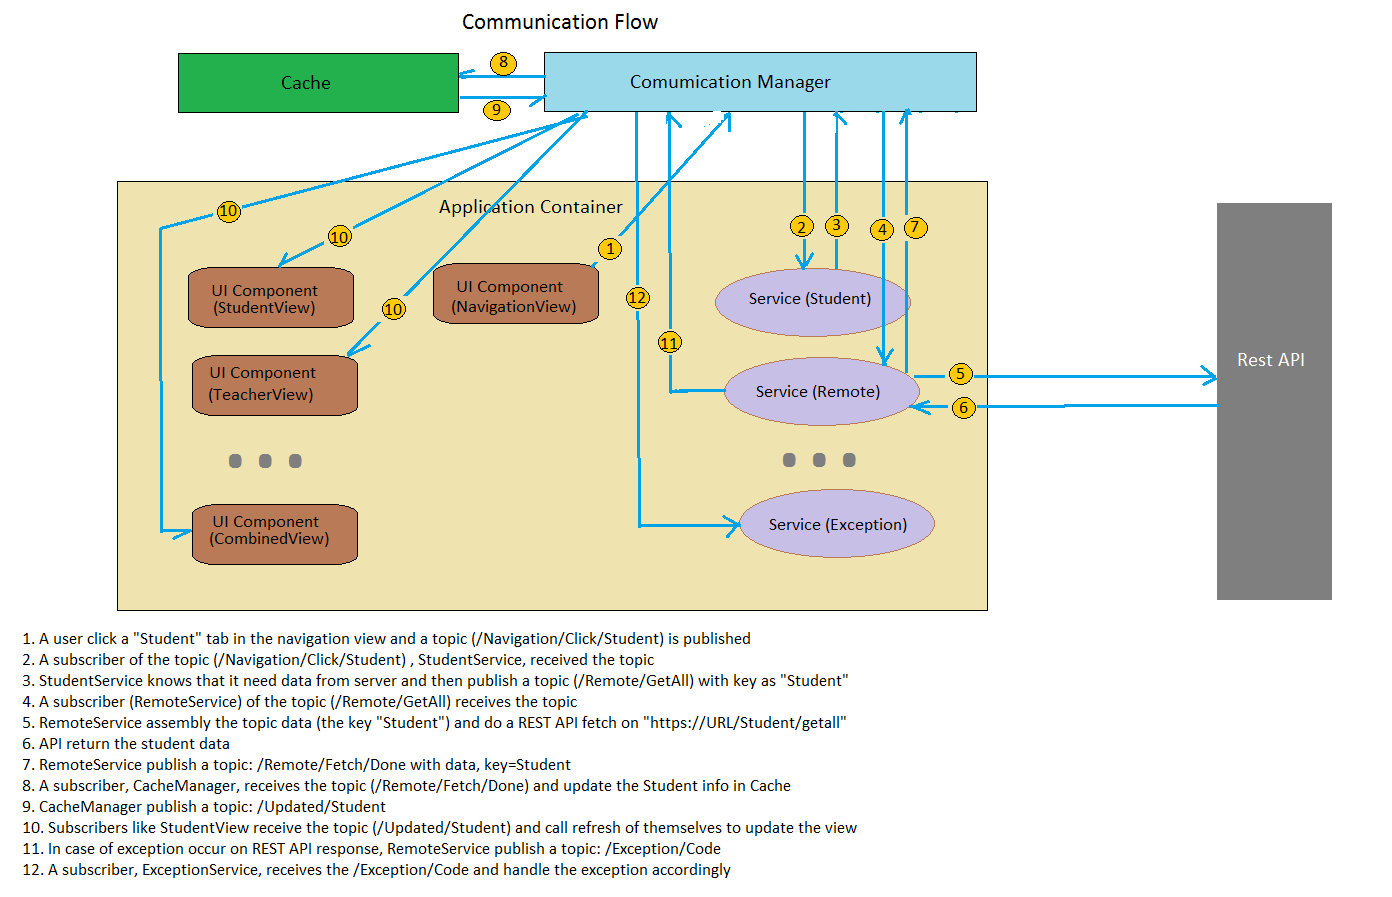 Communication Flow
Cache
8
9
Comumication Manager
Application Container
10
10
10
1
12
11
2
3
4
7
UI Component
(StudentView)
UI Component
(NavigationView)
Service (Student)
UI Component
(TeacherView)
Service (Remote)
5
6
Rest API
UI Component
(CombinedView)
Service (Exception)
1. A user click a "Student" tab in the navigation view and a topic (/Navigation/Click/Student) is published
2. A subscriber of the topic (/Navigation/Click/Student) , StudentService, received the topic
3. StudentService knows that it need data from server and then publish a topic (/Remote/GetAll) with key as "Student"
4. A subscriber (RemoteService) of the topic (/Remote/GetAll) receives the topic
5. RemoteService assembly the topic data (the key "Student") and do a REST API fetch on "https://URL/Student/getall"
6. API return the student data
7. RemoteService publish a topic: /Remote/Fetch/Done with data, key=Student
8. A subscriber, CacheManager, receives the topic (/Remote/Fetch/Done) and update the Student info in Cache
9. CacheManager publish a topic: /Updated/Student
10. Subscribers like StudentView receive the topic (/Updated/Student) and call refresh of themselves to update the view
11. In case of exception occur on REST API response, RemoteService publish a topic: /Exception/Code
12. A subscriber, ExceptionService, receives the /Exception/Code and handle the exception accordingly